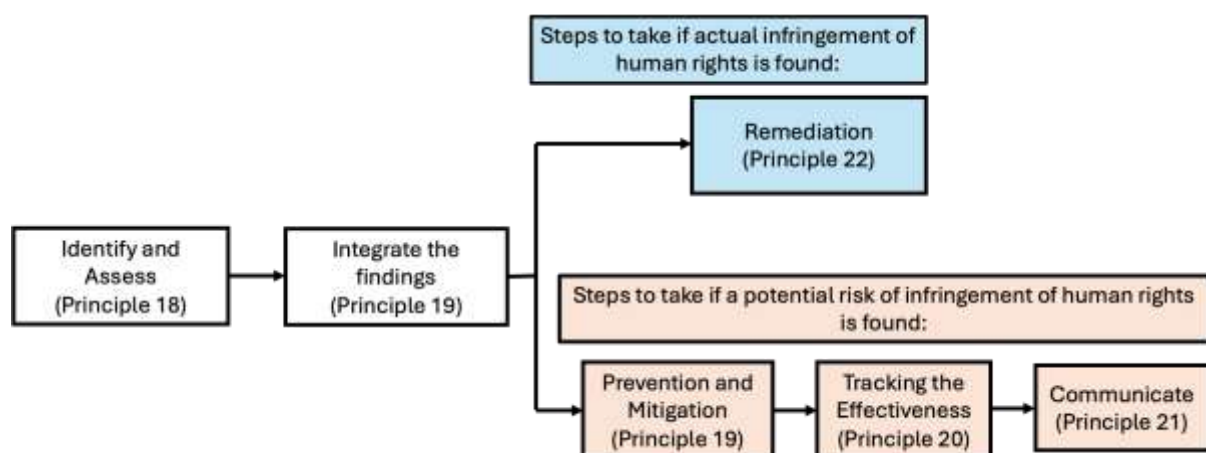 Steps to take if actual infringement of
human rights is found:
Remediation
(Principle 22)
Identify and
Assess
(Principle 18)
Integrate the
findings
(Principle 19)
Steps to take if a potential risk of infringement of human rights
is found:
Prevention and
Mitigation
(Principle 19)
Tracking the
Effectiveness
(Principle 20)
Communicate
(Principle 21)